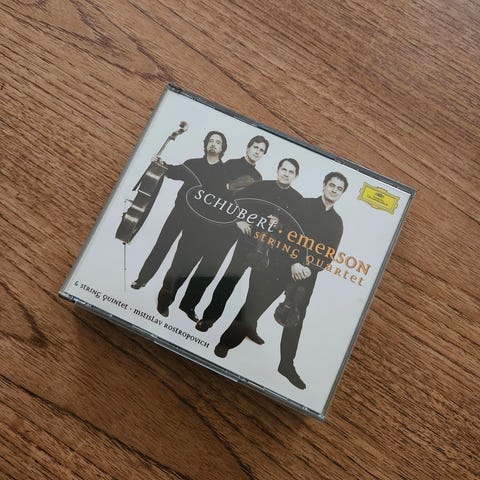 SCHUBERT · EMERSON
STRING QUARTET
& STRING QUINTET · MSTISLAV ROSTROPOVICH